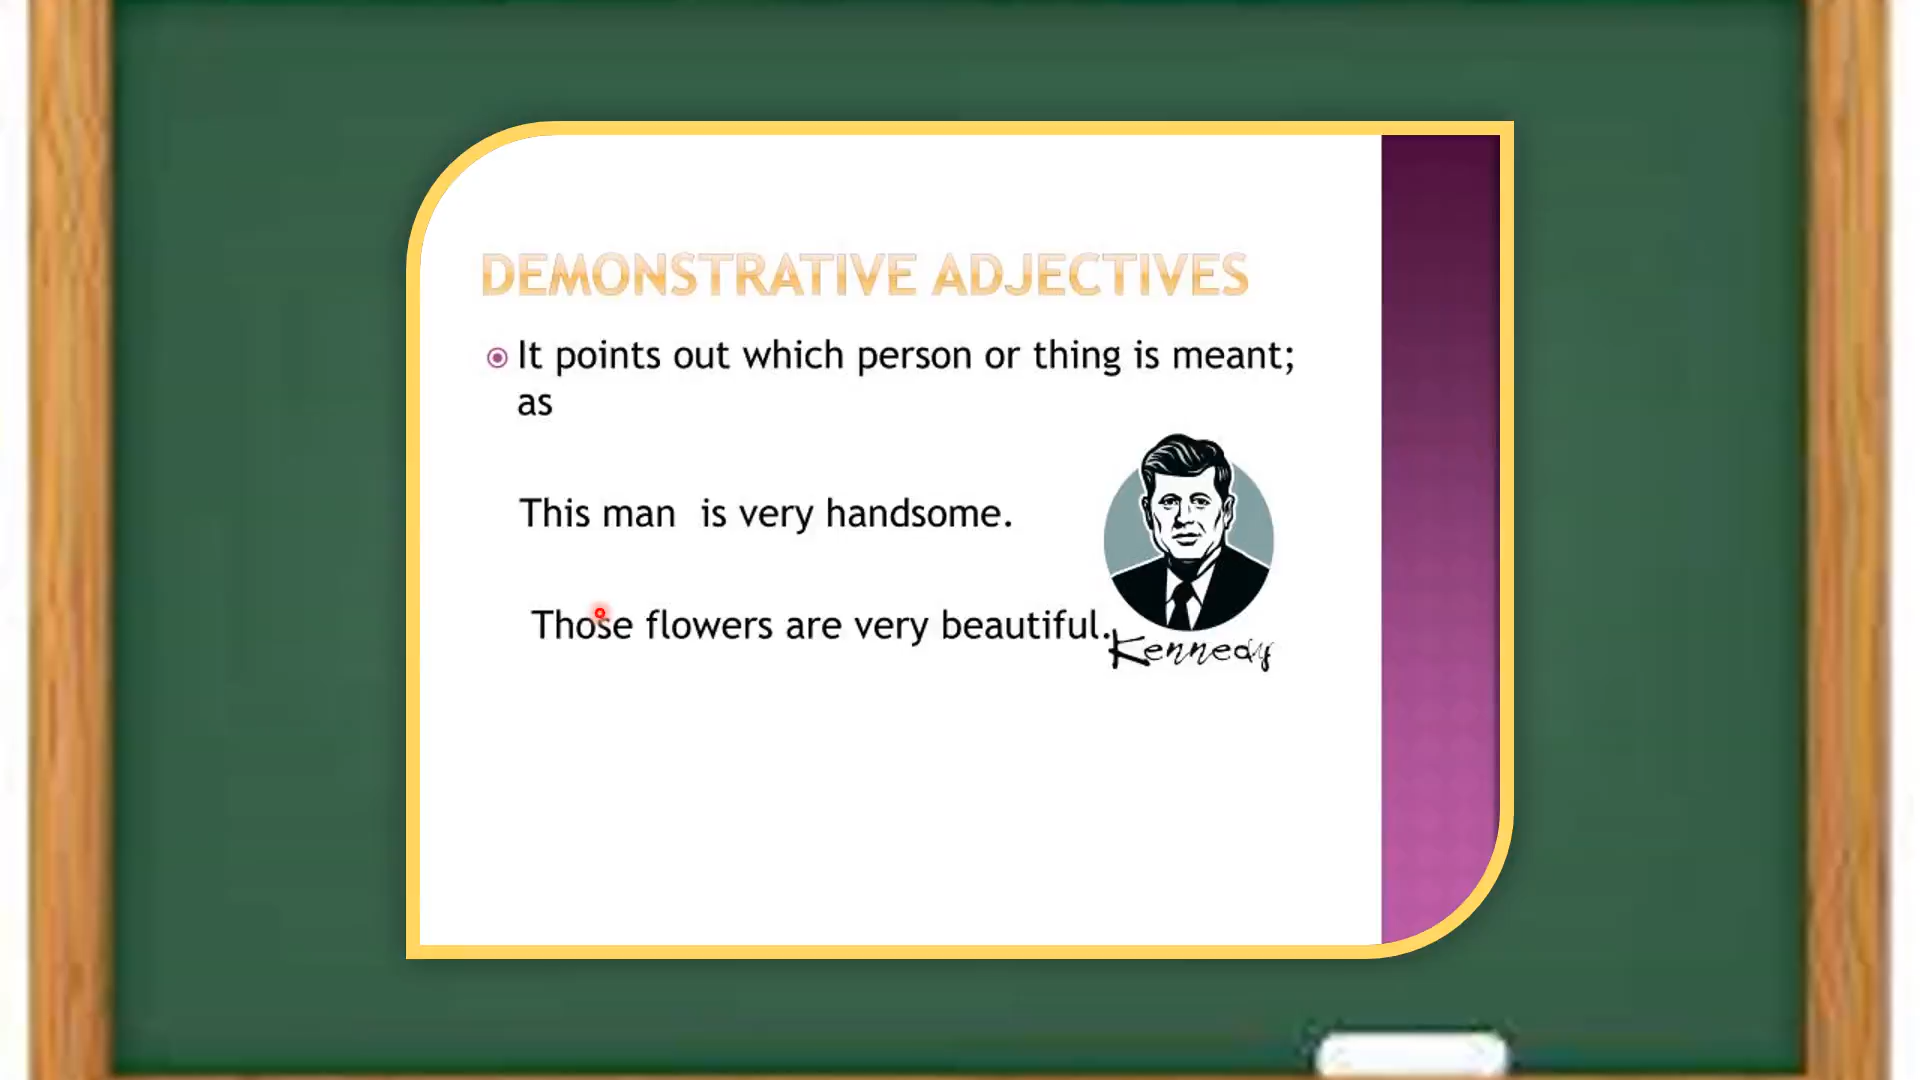 DEMONSTRATIVE ADJECTIVES
It points out which person or thing is meant;
as
This man is very handsome.
Those flowers are very beautiful.
Kennedy